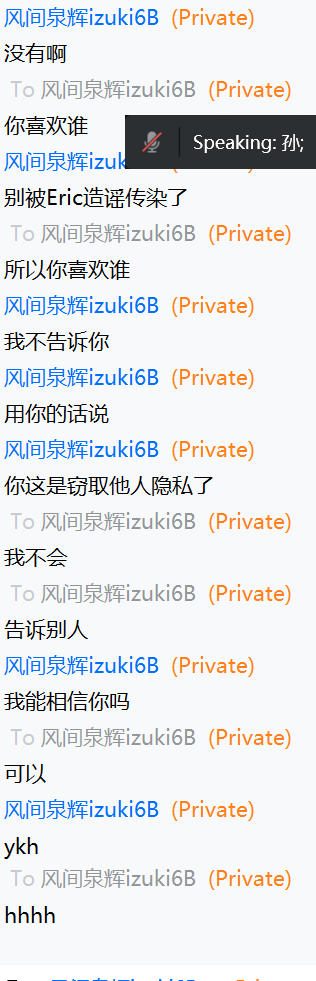 风间泉辉izuki6B (Private)
没有啊
To 风间泉辉izuki6B (Private)
你喜欢谁
Speaking: 孙;
风间泉辉izuk
别被Eric造谣传染了
To 风间泉辉izuki6B (Private)
所以你喜欢谁
风间泉辉izuki6B (Private)
我不告诉你
风间泉辉izuki6B (Private)
用你的话说
风间泉辉izuki6B (Private)
你这是窃取他人隐私了
To 风间泉辉izuki6B (Private)
我不会
To 风间泉辉izuki6B (Private)
告诉别人
风间泉辉izuki6B (Private)
我能相信你吗
To 风间泉辉izuki6B (Private)
可以
风间泉辉izuki6B (Private)
ykh
To 风间泉辉izuki6B (Private)
hhhh